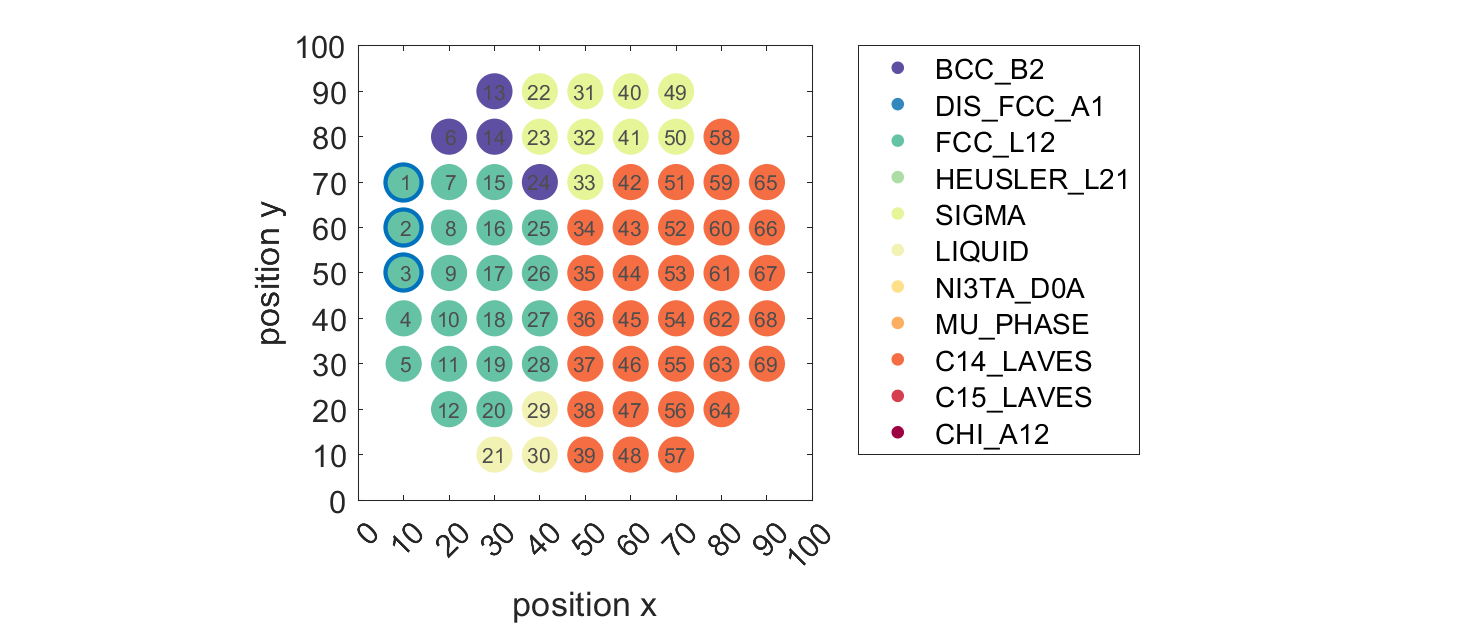 100
90
80
70
60
50
40
30
20
10
0
position y
13 22 31 40 49
6 14 23 32 41 50 58
1 7 15 24 33 42 51 59 65
2 8 16 25 34 43 52 60 66
3 9 17 26 35 44 53 61 67
4 10 18 27 36 45 54 62 68
5 11 19 28 37 46 55 63 69
12 20 29 38 47 56 64
21 30 39 48 57
0 10 20 30 40 50 60 70 80 90 100
position x
BCC_B2
DIS_FCC_A1
FCC_L12
HEUSLER_L21
SIGMA
LIQUID
NI3TA_D0A
MU_PHASE
C14_LAVES
C15_LAVES
CHI_A12